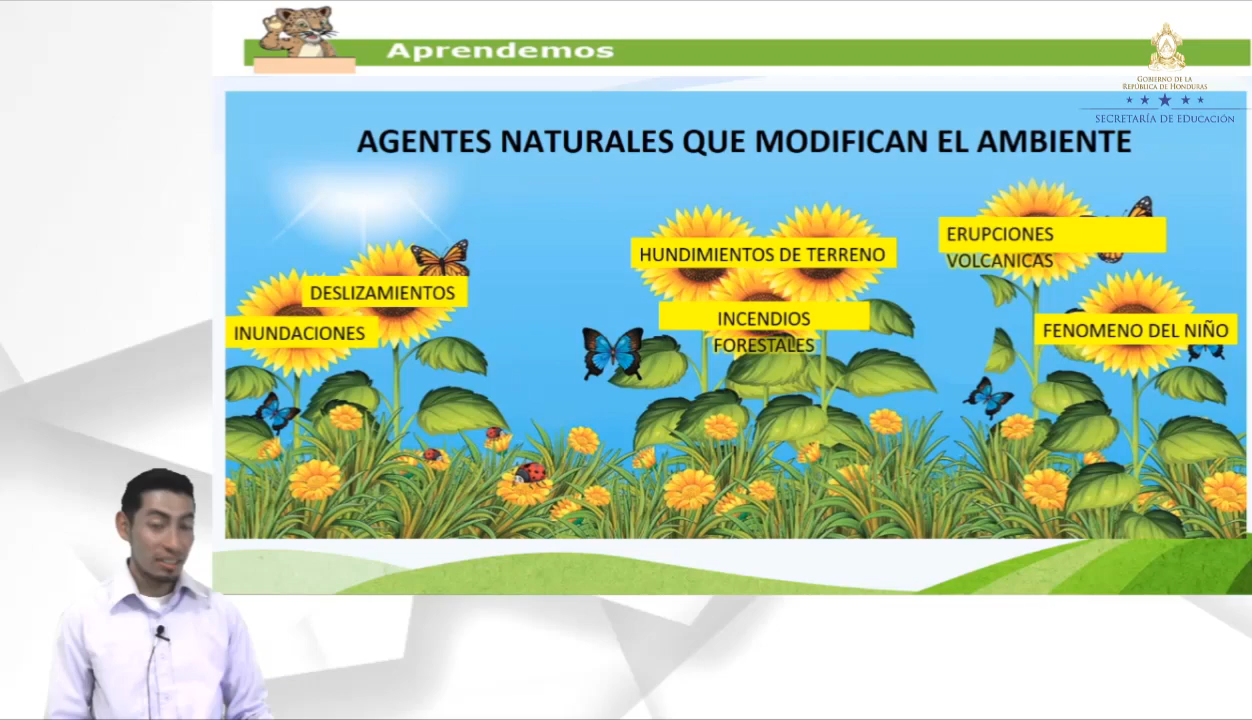 Aprendemos
GOBIERNO DE LA
REPÚBLICA DE HONDURAS
SECRETARÍA DE EDUCACIÓN
AGENTES NATURALES QUE MODIFICAN EL AMBIENTE
INUNDACIONES
DESLIZAMIENTOS
HUNDIMIENTOS DE TERRENO
INCENDIOS
FORESTALES
ERUPCIONES
VOLCANICAS
FENOMENO DEL NIÑO